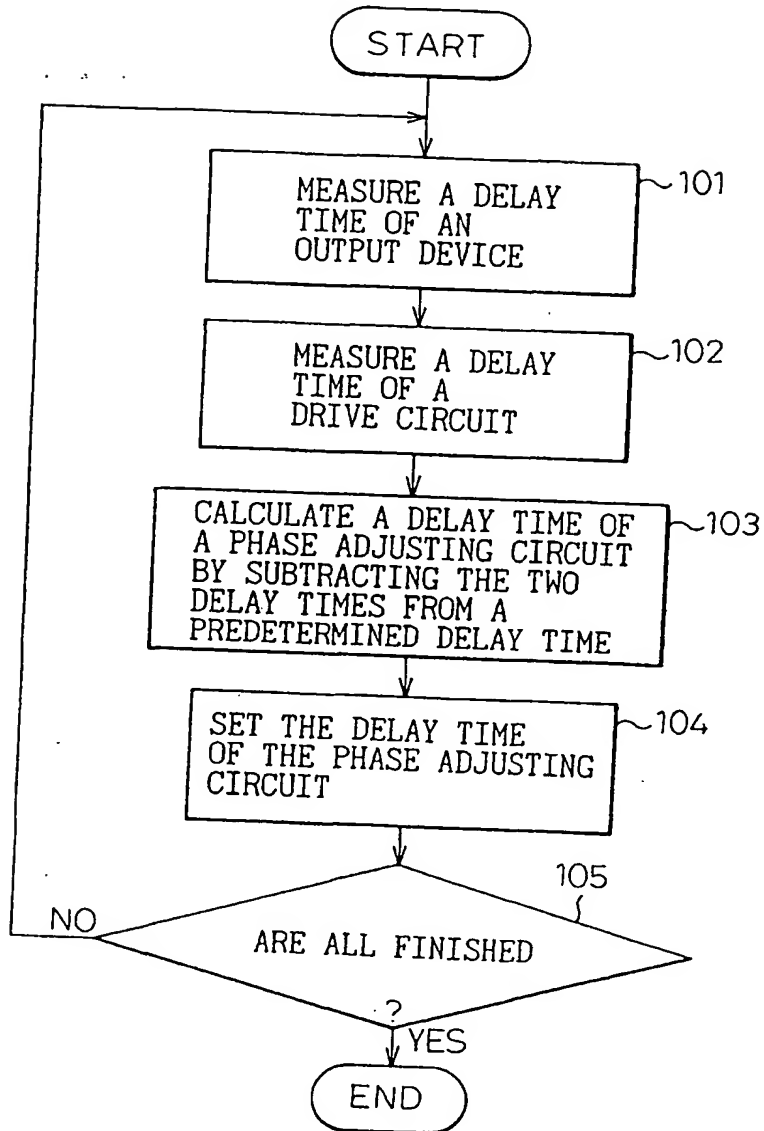 START
MEASURE A DELAY
TIME OF AN
OUTPUT DEVICE
101
MEASURE A DELAY
TIME OF A
DRIVE CIRCUIT
102
CALCULATE A DELAY TIME OF
A PHASE ADJUSTING CIRCUIT
BY SUBTRACTING THE TWO
DELAY TIMES FROM A
PREDETERMINED DELAY TIME
103
SET THE DELAY TIME
OF THE PHASE ADJUSTING
CIRCUIT
104
105
NO
ARE ALL FINISHED
?
YES
END